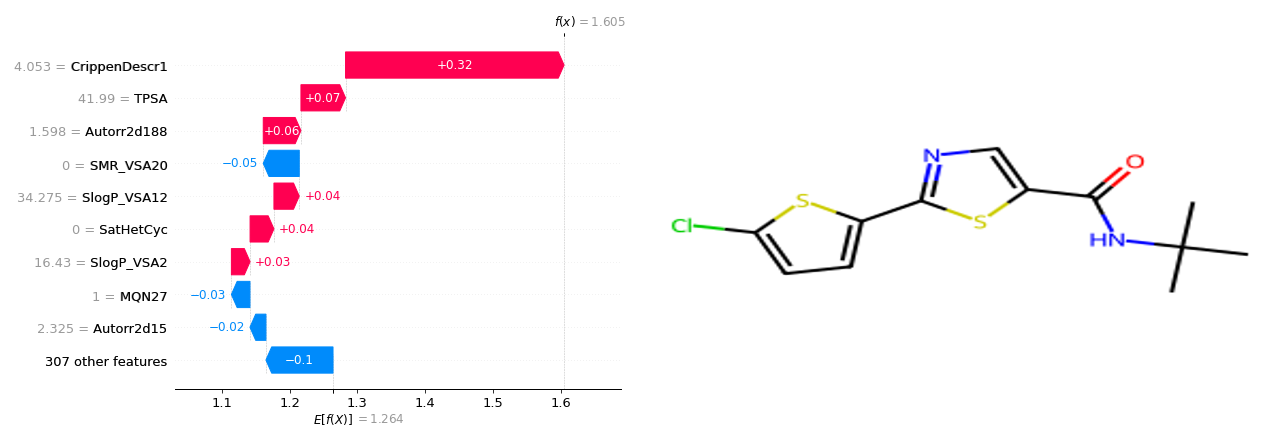 f(x) = 1.605
4.053 = CrippenDescr1
+0.32
41.99 = TPSA
+0.07
1.598 = Autorr2d188
+0.06
0 = SMR_VSA20
−0.05
34.275 = SlogP_VSA12
+0.04
0 = SatHetCyc
+0.04
16.43 = SlogP_VSA2
+0.03
1 = MQN27
−0.03
2.325 = Autorr2d15
−0.02
307 other features
−0.1
1.1 1.2 1.3 1.4 1.5 1.6
E[f(X)] = 1.264
N
O
S
Cl
S
HN